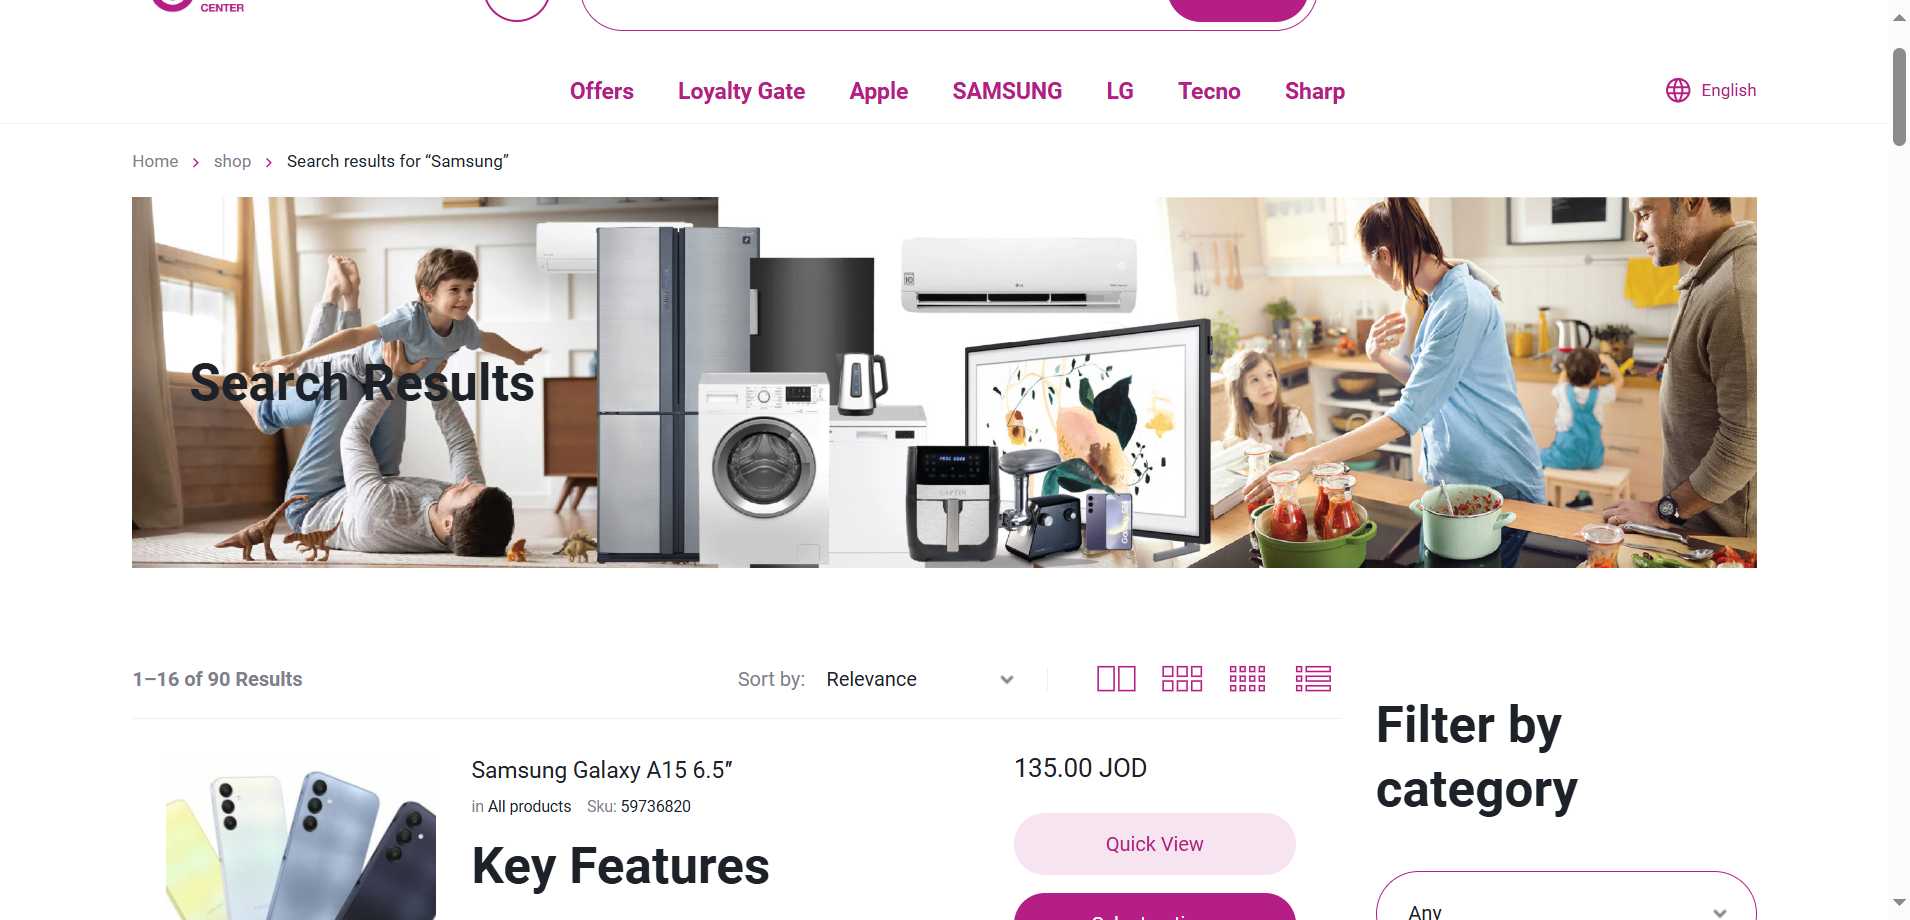 CENTER
Offers Loyalty Gate Apple SAMSUNG LG Tecno Sharp
English
Home shop Search results for “Samsung”
Search Results
1–16 of 90 Results
Sort by: Relevance
Filter by
category
Samsung Galaxy A15 6.5”
135.00 JOD
in All products Sku: 59736820
Quick View
Key Features
Any